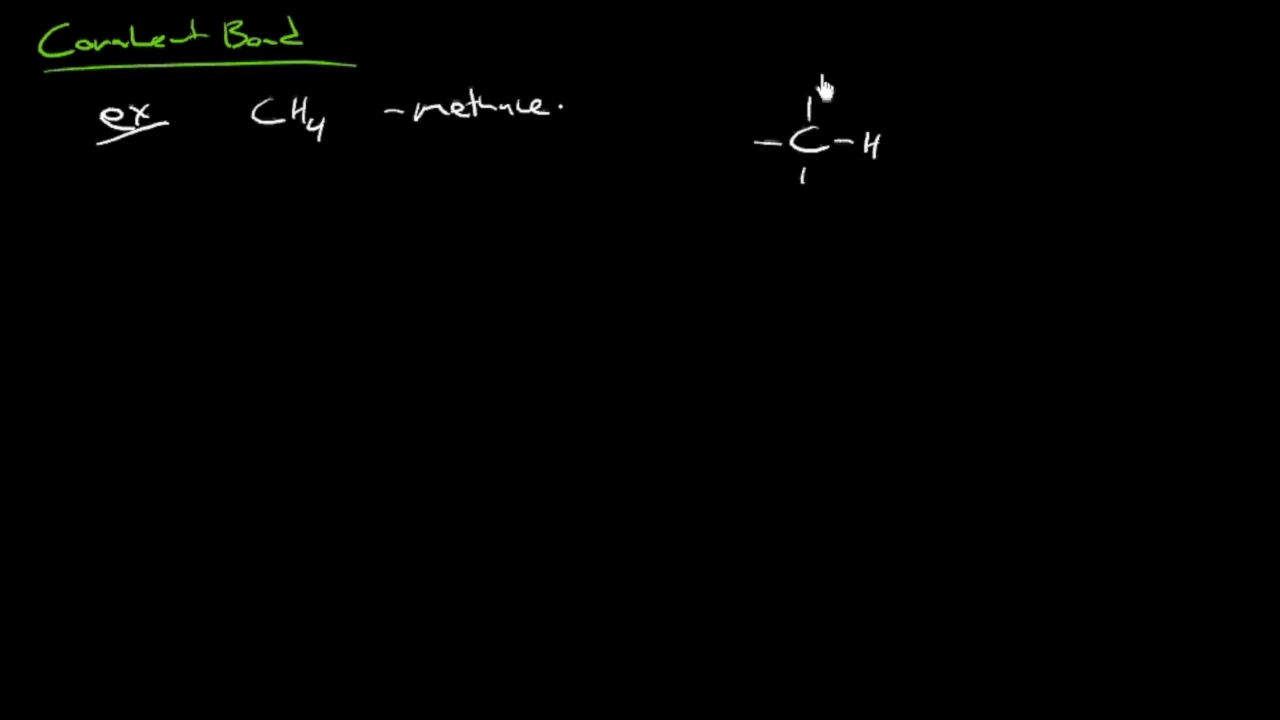 Covalent Bond
ex CH4 - methane.
- C - H